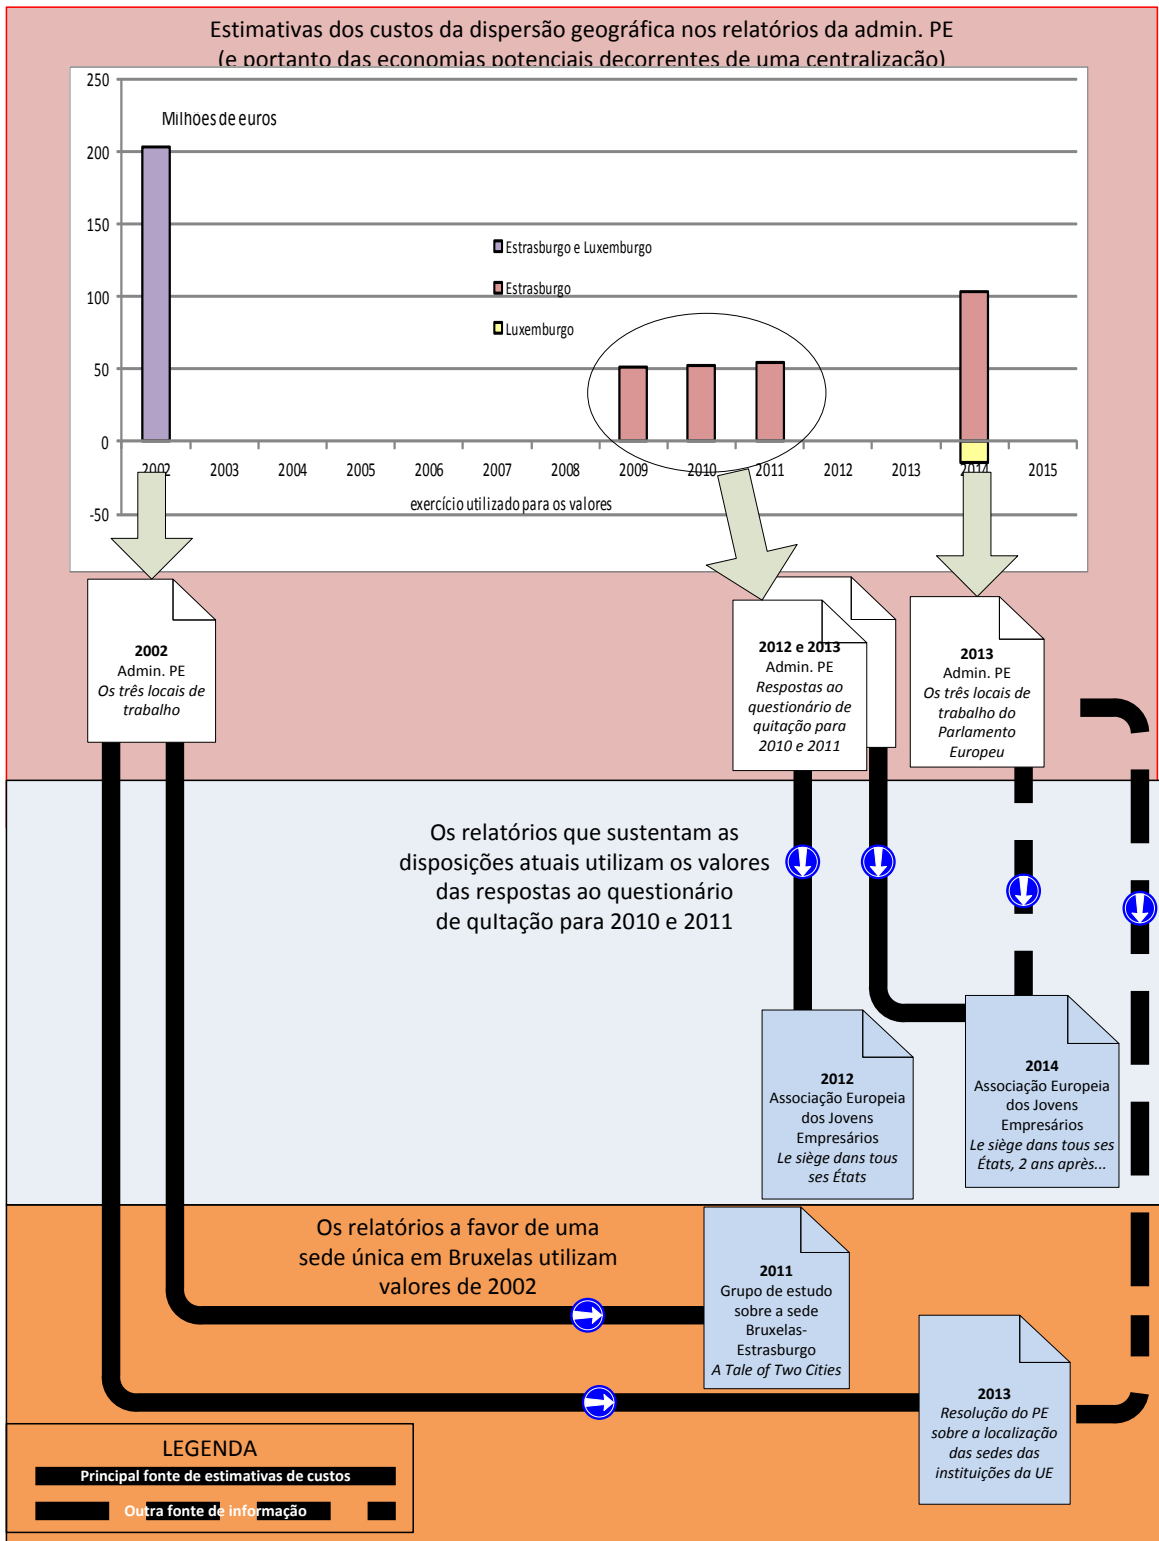 Estimativas dos custos da dispersão geográfica nos relatórios da admin. PE
(e portanto das economias potenciais decorrentes de uma centralização)
250
200
150
100
50
0
-50
Milhões de euros
Estrasburgo e Luxemburgo
Estrasburgo
Luxemburgo
2002 2003 2004 2005 2006 2007 2008 2009 2010 2011 2012 2013 2014 2015
exercício utilizado para os valores
2002
Admin. PE
Os três locais de
trabalho
2012 e 2013
Admin. PE
Respostas ao
questionário de
quitação para
2010 e 2011
2013
Admin. PE
Os três locais de
trabalho do
Parlamento
Europeu
Os relatórios que sustentam as
disposições atuais utilizam os valores
das respostas ao questionário
de quItação para 2010 e 2011
2012
Associação Europeia
dos Jovens
Empresários
Le siège dans tous
ses États
2014
Associação Europeia
dos Jovens
Empresários
Le siège dans tous ses
États, 2 ans après...
Os relatórios a favor de uma
sede única em Bruxelas utilizam
valores de 2002
2011
Grupo de estudo
sobre a sede
Bruxelas-
Estrasburgo
A Tale of Two Cities
2013
Resolução do PE
sobre a localização
das sedes das
instituições da UE
LEGENDA
Principal fonte de estimativas de custos
Outra fonte de informação